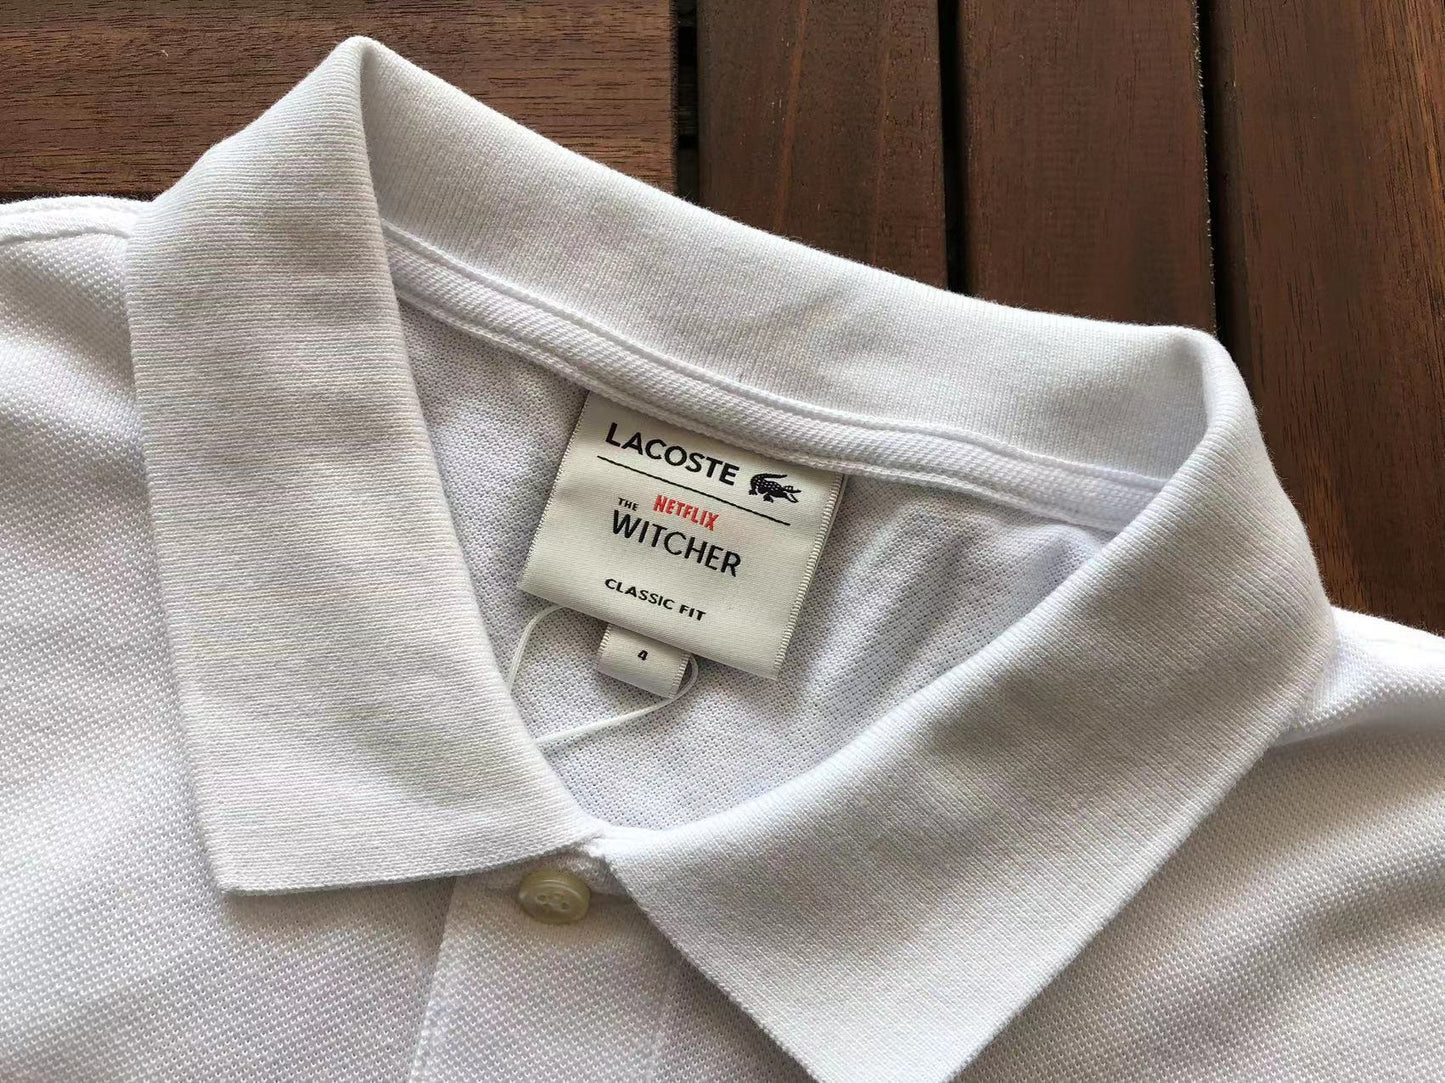 LACOSTE
NETFLIX
THE WITCHER
CLASSIC FIT
4